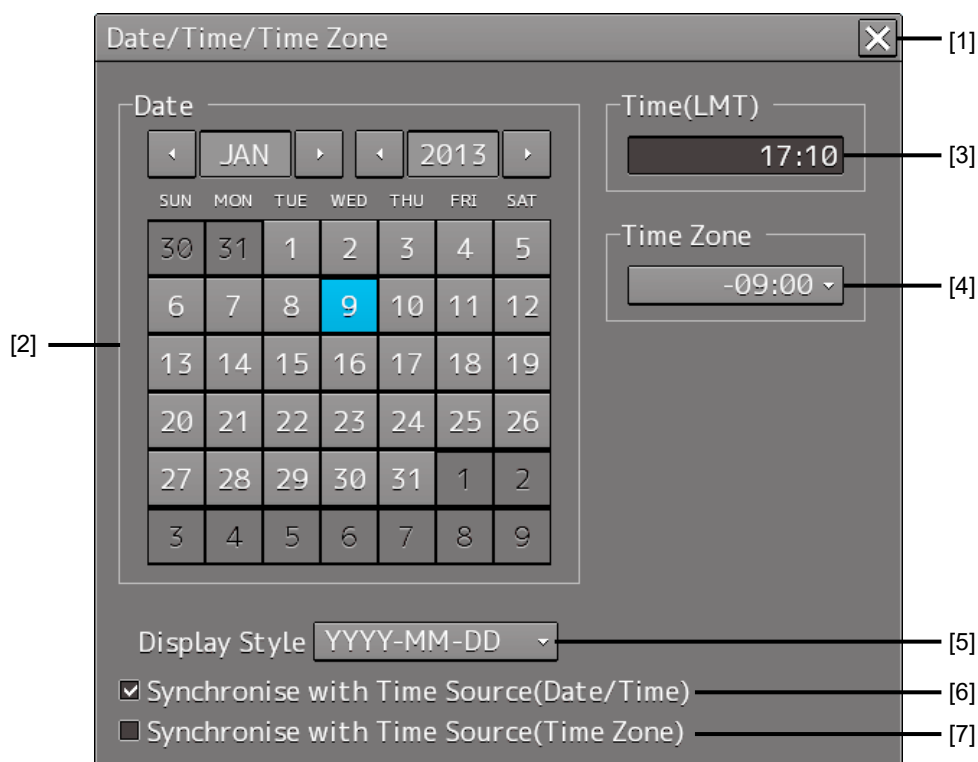 Date/Time/Time Zone
[1]
Date
JAN 2013
SUN MON TUE WED THU FRI SAT
30 31 1 2 3 4 5
6 7 8 9 10 11 12
13 14 15 16 17 18 19
20 21 22 23 24 25 26
27 28 29 30 31 1 2
3 4 5 6 7 8 9
[2]
Time(LMT)
17:10 [3]
Time Zone
-09:00 [4]
Display Style YYYY-MM-DD [5]
Synchronise with Time Source(Date/Time) [6]
Synchronise with Time Source(Time Zone) [7]